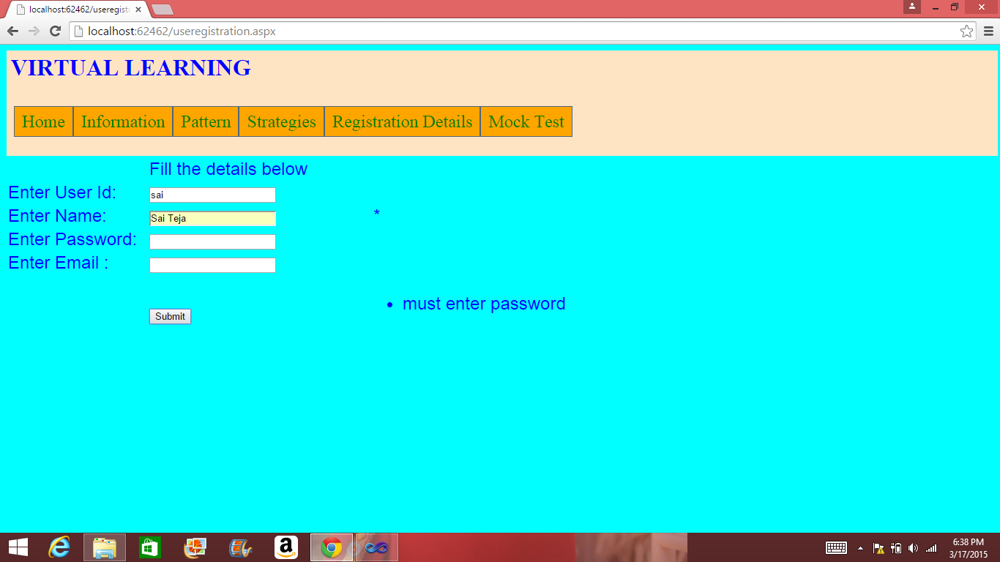 localhost:62462/useregist
localhost:62462/useregistration.aspx
VIRTUAL LEARNING
Home Information Pattern Strategies Registration Details Mock Test
Fill the details below
Enter User Id: sai
Enter Name: Sai Teja *
Enter Password:
Enter Email :
• must enter password
Submit
6:38 PM
3/17/2015